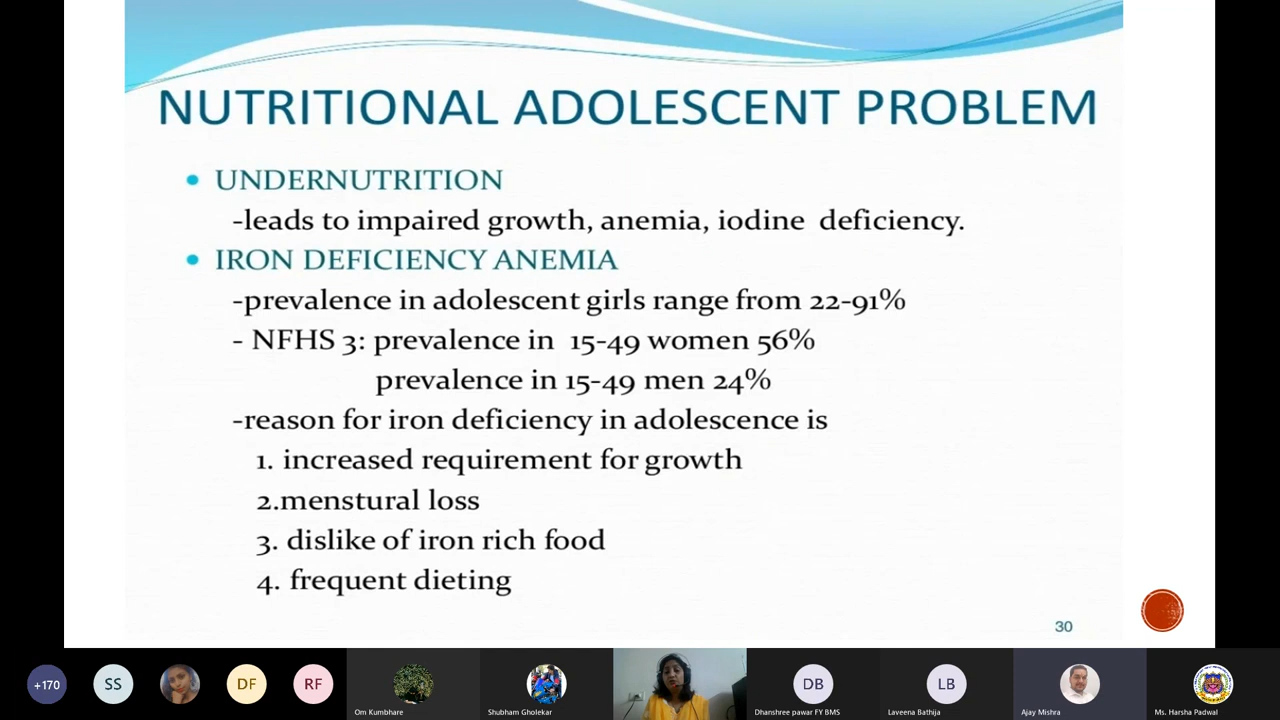 NUTRITIONAL ADOLESCENT PROBLEM
• UNDERNUTRITION
-leads to impaired growth, anemia, iodine deficiency.
• IRON DEFICIENCY ANEMIA
-prevalence in adolescent girls range from 22-91%
- NFHS 3: prevalence in 15-49 women 56%
prevalence in 15-49 men 24%
-reason for iron deficiency in adolescence is
1. increased requirement for growth
2.menstural loss
3. dislike of iron rich food
4. frequent dieting
30
+170
SS
DF
RF
DB
LB
Om Kumbhare
Shubham Gholekar
Dhanshree pawar FY BMS
Laveena Bathija
Ajay Mishra
Ms. Harsha Padwal